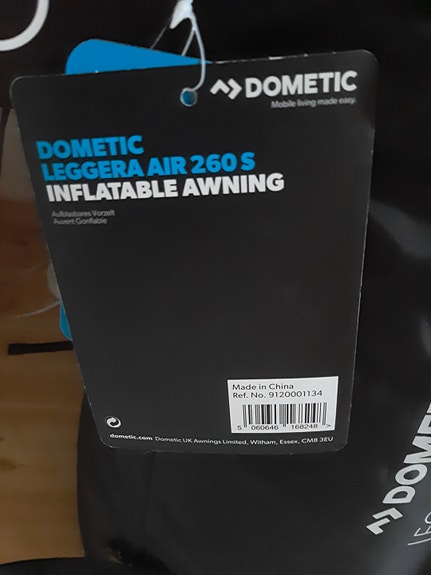 DOMETIC
Mobile living made easy.
DOMETIC
LEGGERA AIR 260 S
INFLATABLE AWNING
Aufblasbares Vorzelt
Auvent Gonflable
Made in China
Ref. No. 9120001134
5 060646 168248 >
dometic.com Dometic UK Awnings Limited, Witham, Essex, CM8 3EU
DOME